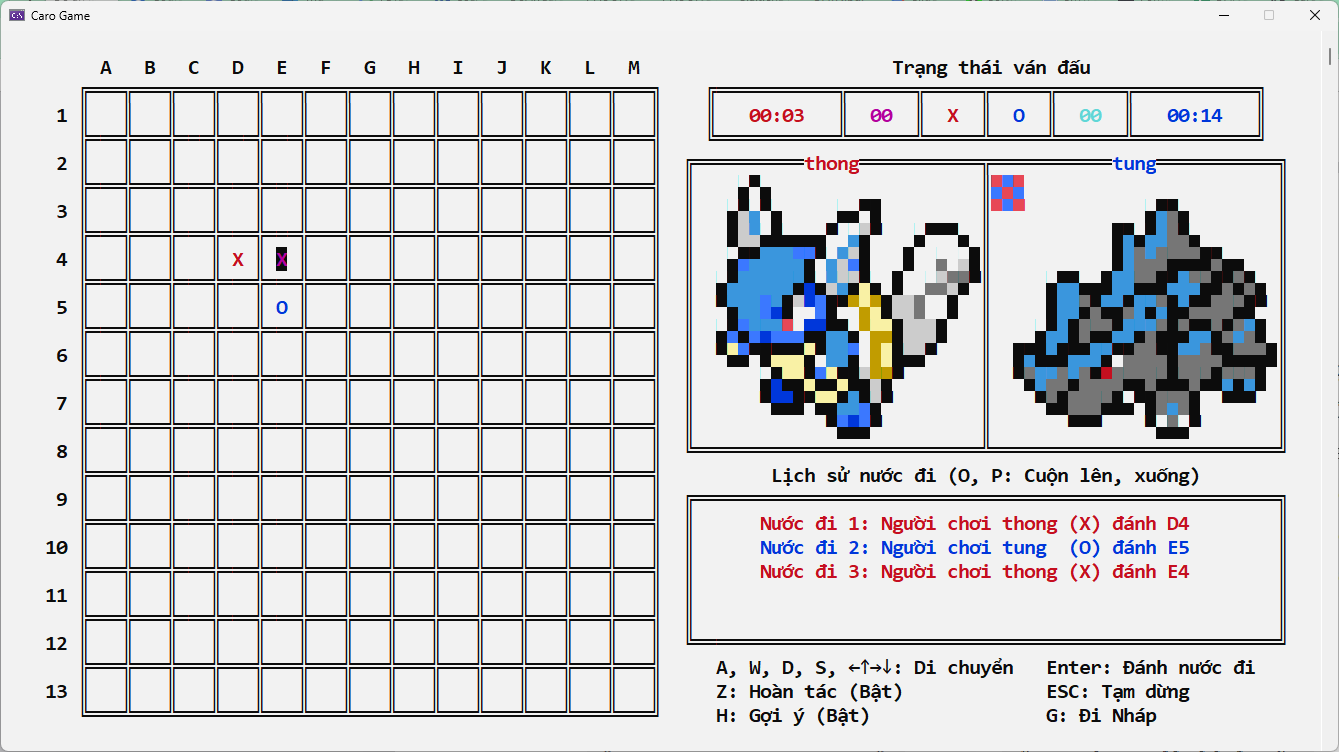 Caro Game
A B C D E F G H I J K L M
1
2
3
4 X X
5 O
6
7
8
9
10
11
12
13
Trạng thái ván đấu
00:03 00 X O 00 00:14
thong tung
Lịch sử nước đi (O, P: Cuộn lên, xuống)
Nước đi 1: Người chơi thong (X) đánh D4
Nước đi 2: Người chơi tung (O) đánh E5
Nước đi 3: Người chơi thong (X) đánh E4
A, W, D, S, ←↑→↓: Di chuyển Enter: Đánh nước đi
Z: Hoàn tác (Bật) ESC: Tạm dừng
H: Gợi ý (Bật) G: Đi Nháp